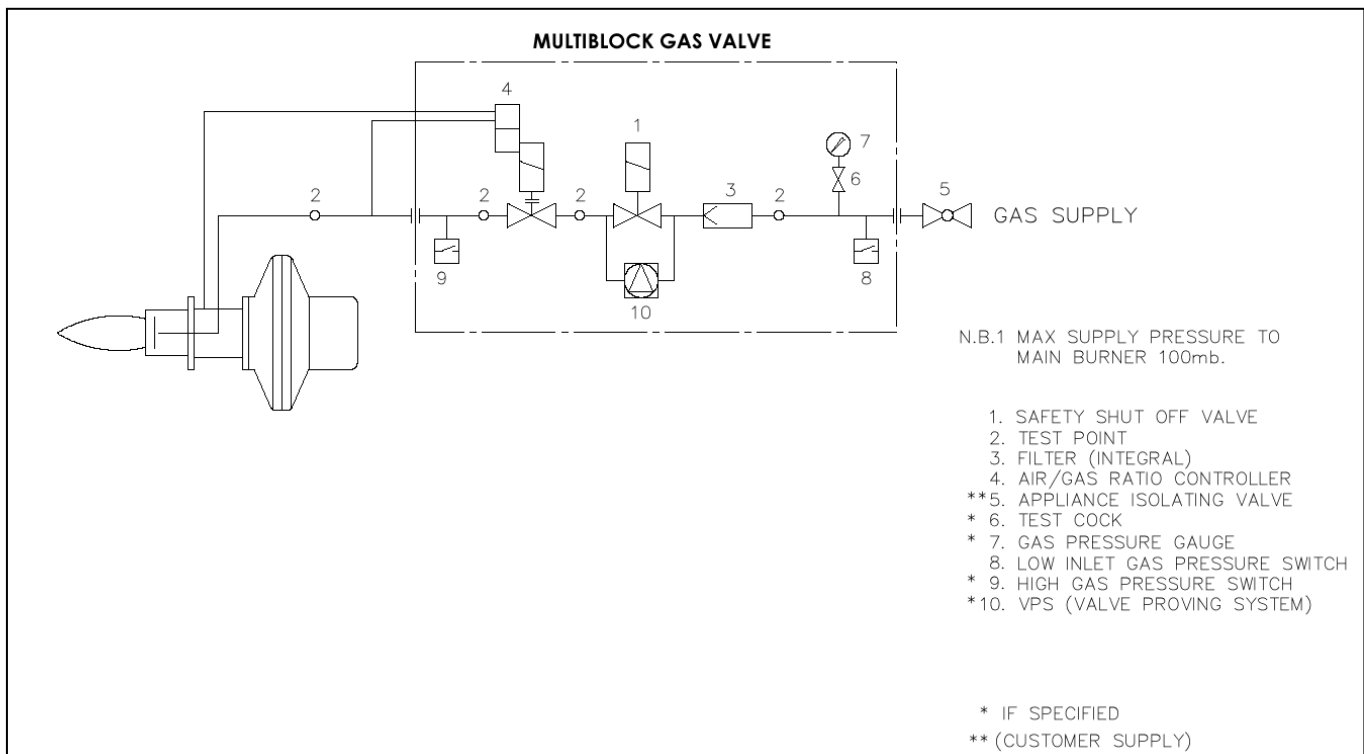 MULTIBLOCK GAS VALVE
4
1
7
6
2
2
2
3
2
5
GAS SUPPLY
9
10
8
N.B.1 MAX SUPPLY PRESSURE TO
MAIN BURNER 100mb.
1. SAFETY SHUT OFF VALVE
2. TEST POINT
3. FILTER (INTEGRAL)
4. AIR/GAS RATIO CONTROLLER
**5. APPLIANCE ISOLATING VALVE
* 6. TEST COCK
* 7. GAS PRESSURE GAUGE
8. LOW INLET GAS PRESSURE SWITCH
* 9. HIGH GAS PRESSURE SWITCH
*10. VPS (VALVE PROVING SYSTEM)
* IF SPECIFIED
** (CUSTOMER SUPPLY)